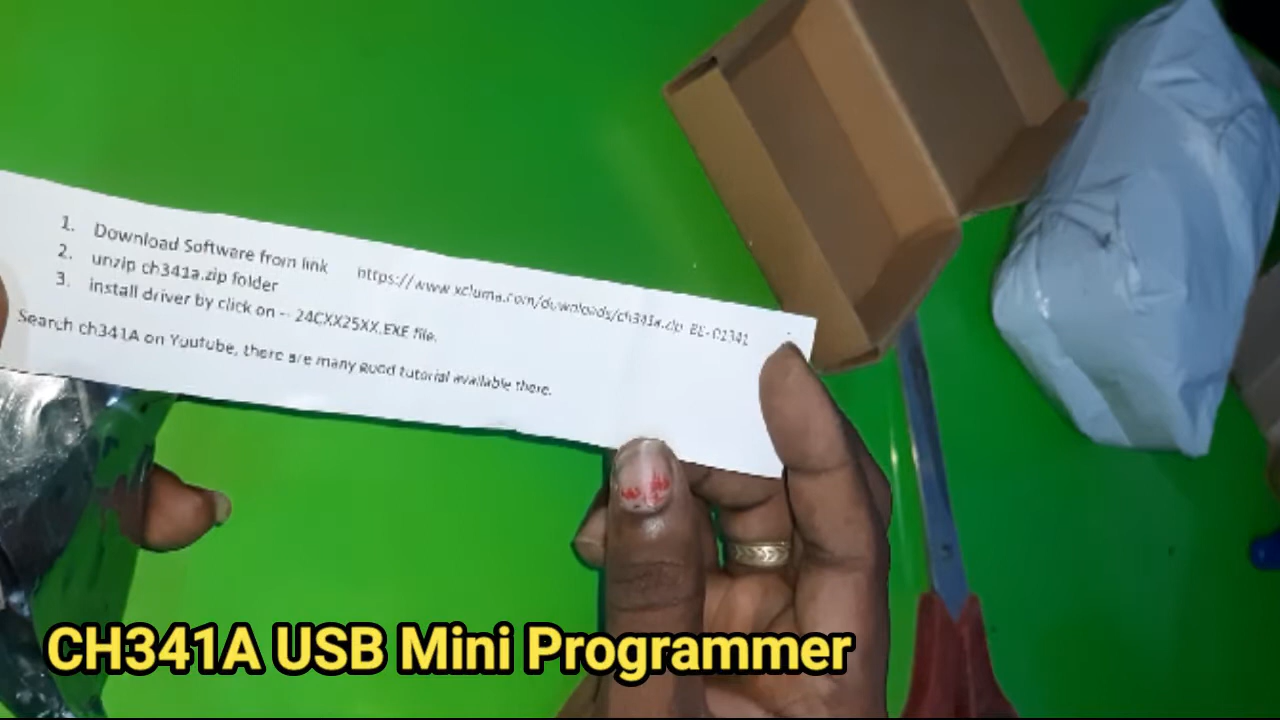 1. Download Software from link https://www.xcluma.com/downloads/ch341a.zip BE-01341
2. unzip ch341a.zip folder
3. install driver by click on -- 24CXX25XX.EXE file.
Search ch341A on Youtube, there are many good tutorial available there.
CH341A USB Mini Programmer